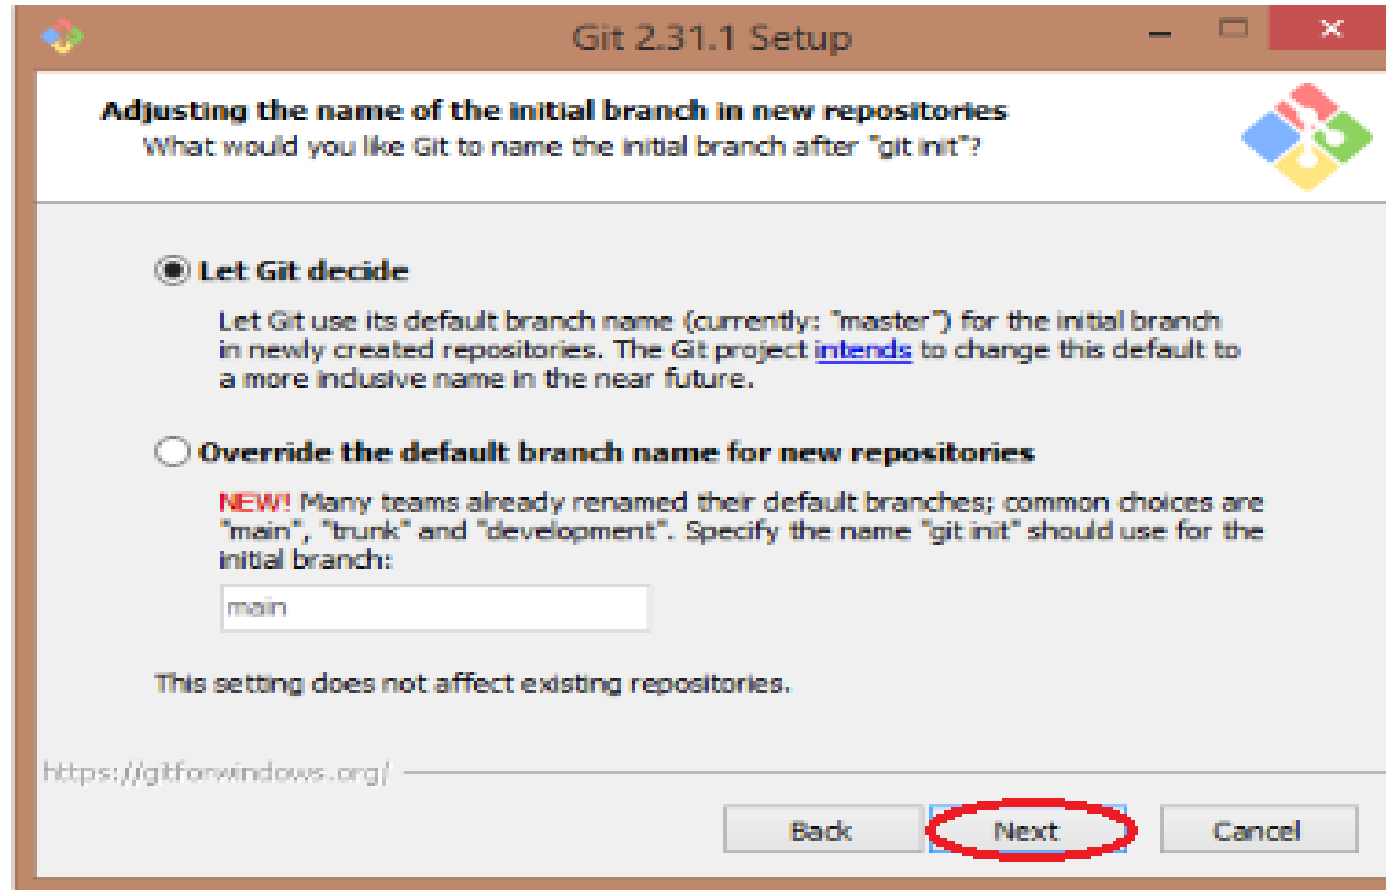 Git 2.31.1 Setup
Adjusting the name of the initial branch in new repositories
What would you like Git to name the initial branch after "git init"?
Let Git decide
Let Git use its default branch name (currently: "master") for the initial branch
in newly created repositories. The Git project intends to change this default to
a more inclusive name in the near future.
Override the default branch name for new repositories
NEW! Many teams already renamed their default branches; common choices are
"main", "trunk" and "development". Specify the name "git init" should use for the
initial branch:
main
This setting does not affect existing repositories.
https://gitforwindows.org/
Back Next Cancel